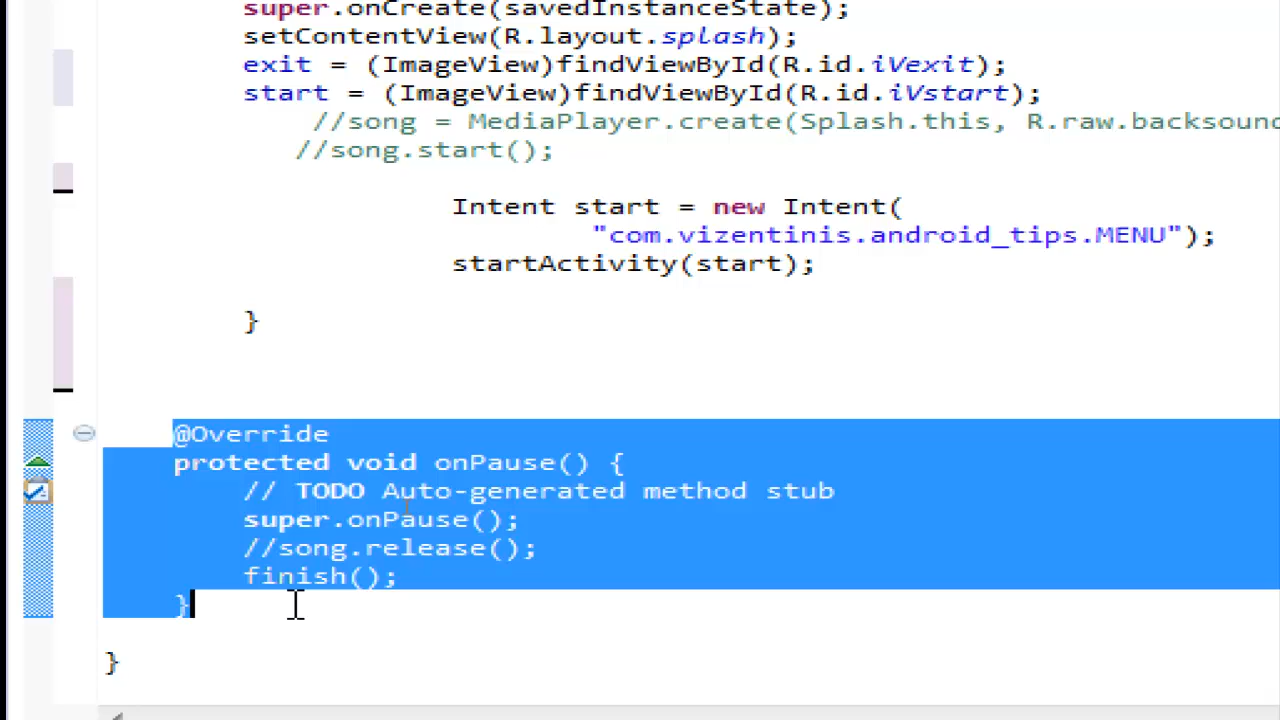 super.onCreate(savedInstanceState);
setContentView(R.layout.splash);
exit = (ImageView)findViewById(R.id.iVexit);
start = (ImageView)findViewById(R.id.iVstart);
//song = MediaPlayer.create(Splash.this, R.raw.backsound
//song.start();
Intent start = new Intent(
"com.vizentinis.android_tips.MENU");
startActivity(start);
}
@Override
protected void onPause() {
// TODO Auto-generated method stub
super.onPause();
//song.release();
finish();
}
}